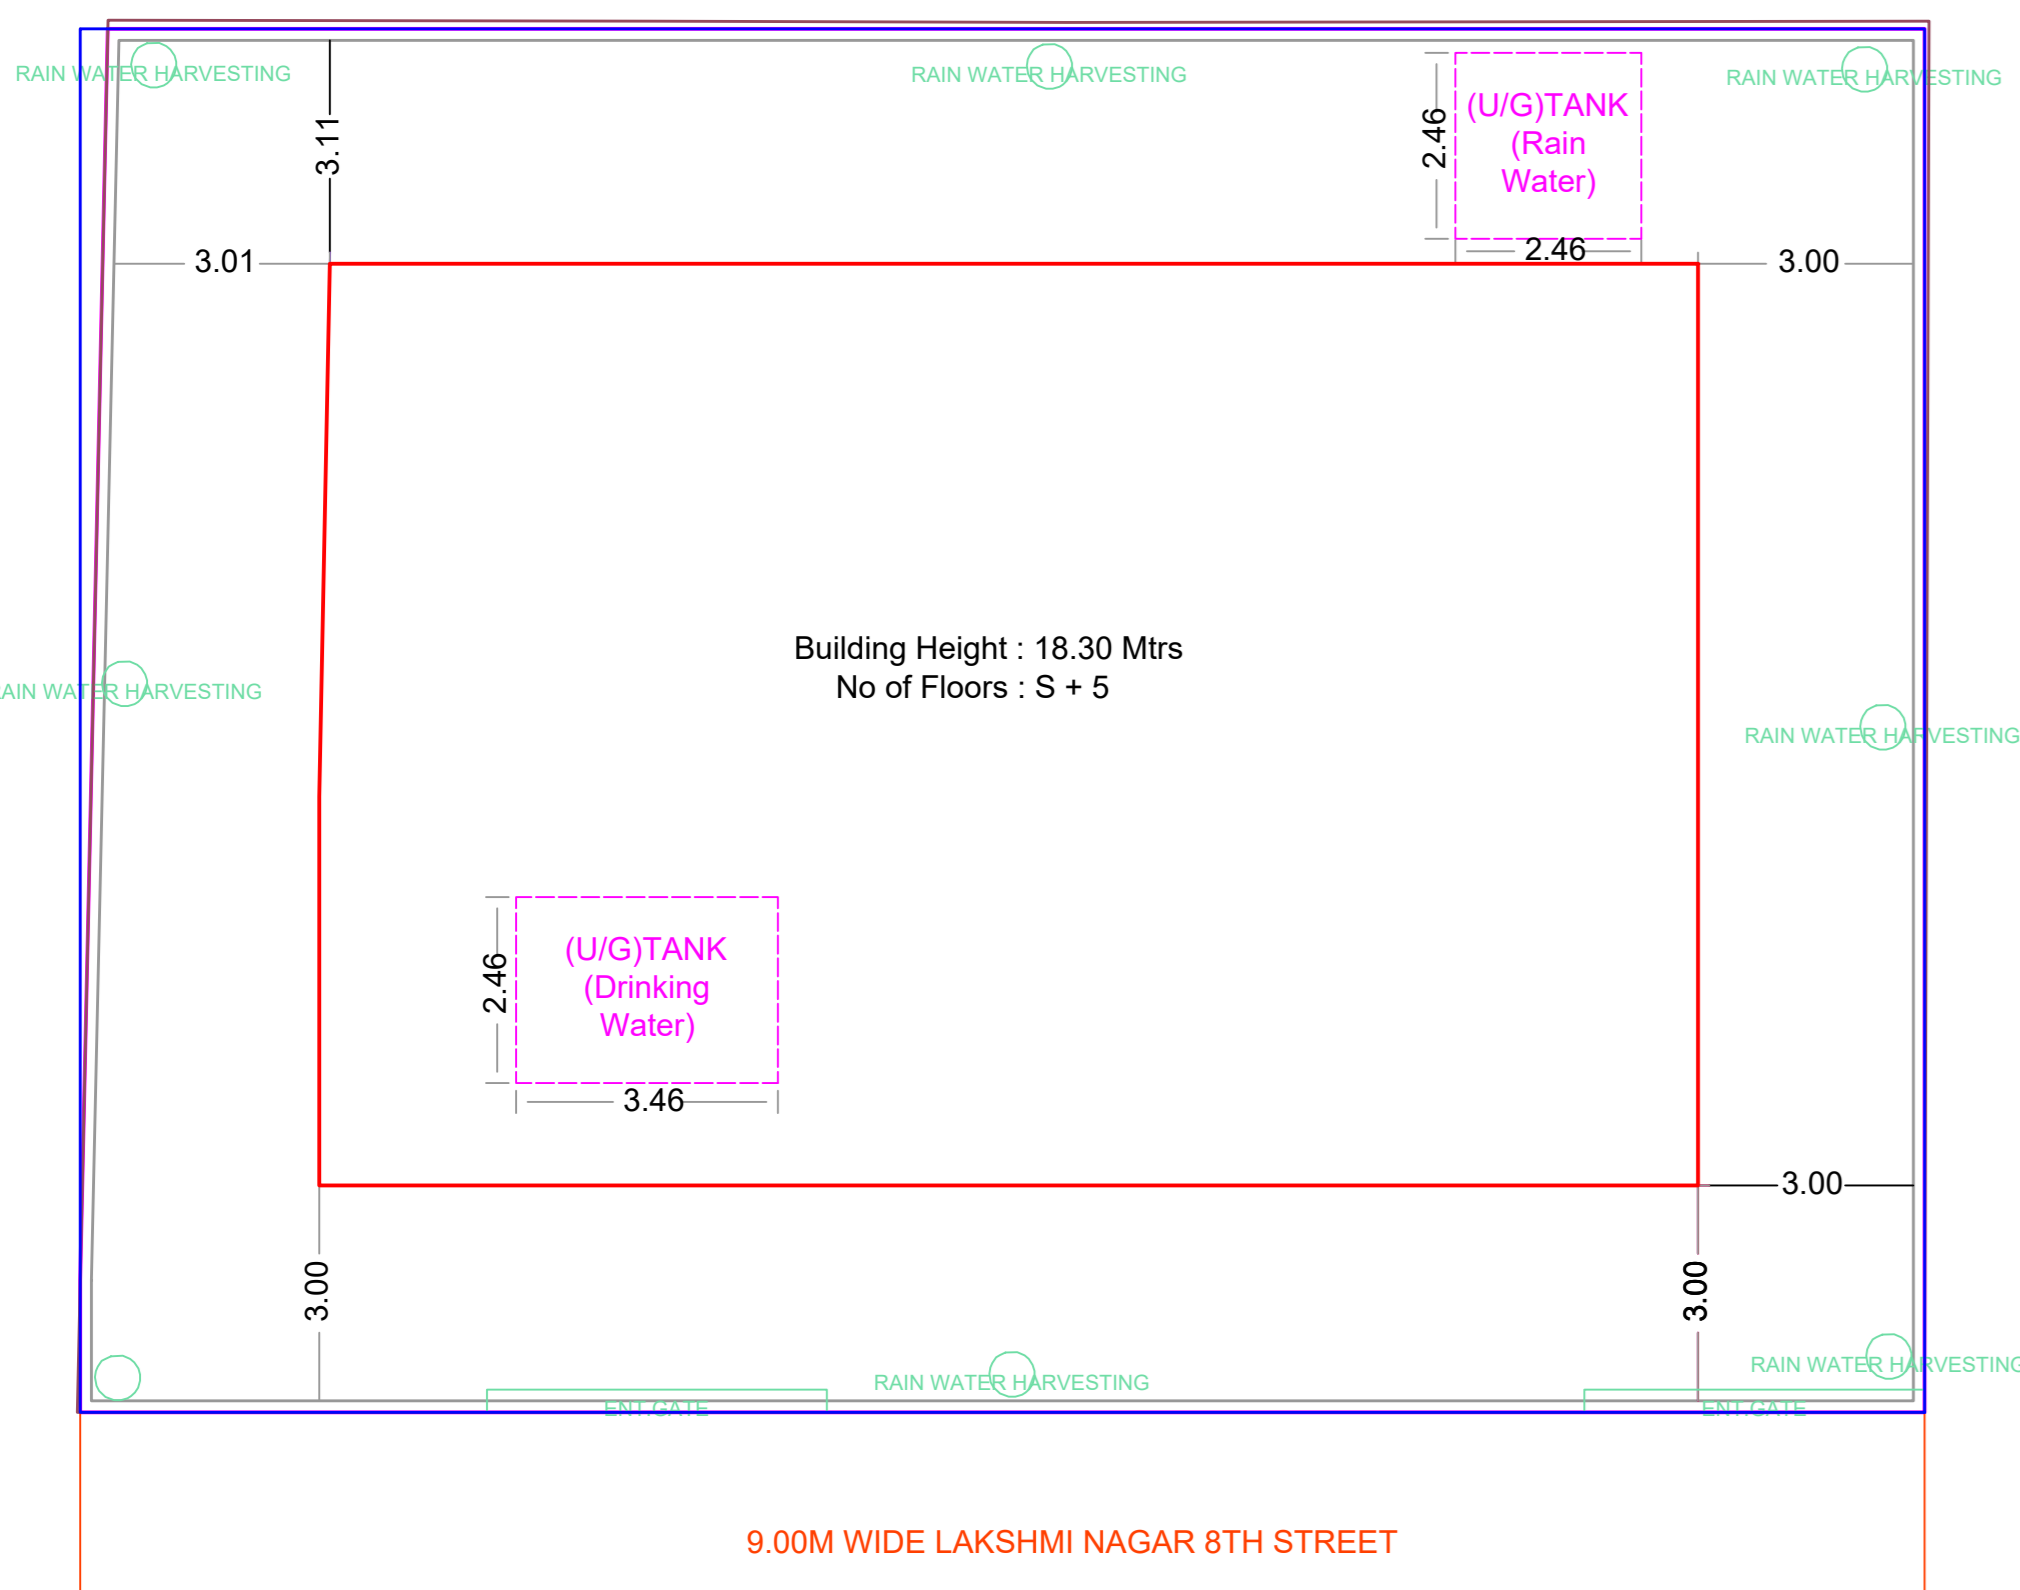 RAIN WATER HARVESTING
RAIN WATER HARVESTING
RAIN WATER HARVESTING
3.11
2.46
(U/G)TANK
(Rain
Water)
2.46
3.01
3.00
Building Height : 18.30 Mtrs
No of Floors : S + 5
AIN WATER HARVESTING
RAIN WATER HARVESTING
2.46
(U/G)TANK
(Drinking
Water)
3.46
3.00
3.00
3.00
RAIN WATER HARVESTING
RAIN WATER HARVESTING
ENT.GATE
ENT.GATE
9.00M WIDE LAKSHMI NAGAR 8TH STREET